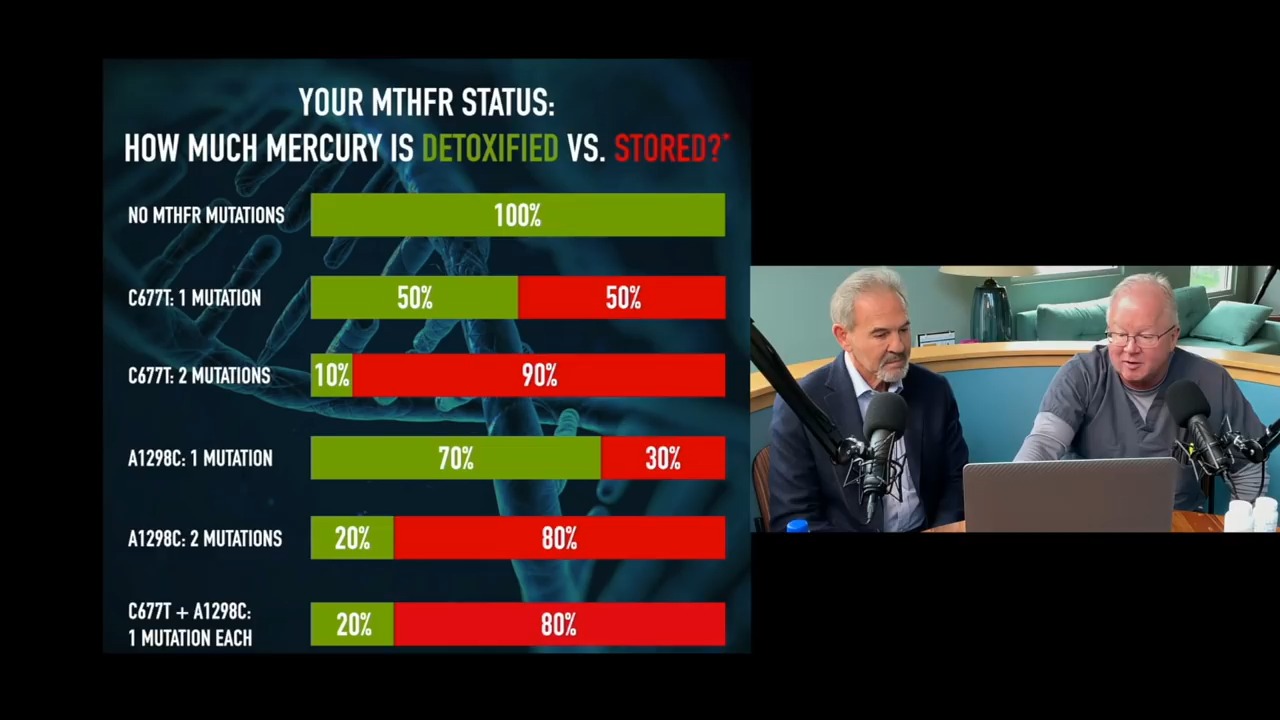 YOUR MTHFR STATUS:
HOW MUCH MERCURY IS DETOXIFIED VS. STORED?*
NO MTHFR MUTATIONS 100%
C677T: 1 MUTATION 50% 50%
C677T: 2 MUTATIONS 10% 90%
A1298C: 1 MUTATION 70% 30%
A1298C: 2 MUTATIONS 20% 80%
C677T + A1298C:
1 MUTATION EACH 20% 80%